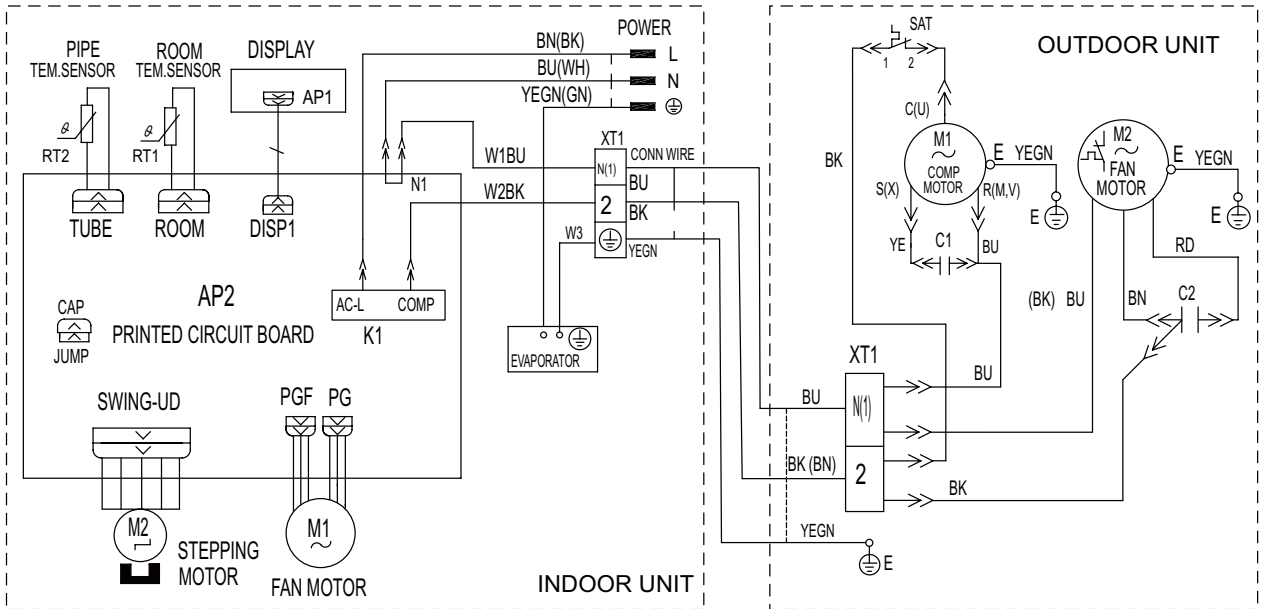 PIPE
TEM.SENSOR
ROOM
TEM.SENSOR
DISPLAY
AP1
RT2
RT1
TUBE
ROOM
DISP1
BN(BK)
BU(WH)
YEGN(GN)
POWER
L
N
N1
W1BU
W2BK
W3
XT1
N(1)
2
CONN WIRE
BU
BK
YEGN
AP2
PRINTED CIRCUIT BOARD
CAP
JUMP
AC-L
COMP
K1
EVAPORATOR
SWING-UD
PGF
PG
M2
STEPPING
MOTOR
M1
FAN MOTOR
INDOOR UNIT
OUTDOOR UNIT
SAT
1
2
C(U)
BK
M1
COMP
MOTOR
E
YEGN
E
S(X)
R(M,V)
YE
C1
BU
M2
FAN
MOTOR
E
YEGN
E
RD
(BK) BU
BN
C2
XT1
BU
N(1)
BU
BK (BN)
2
BK
YEGN
E